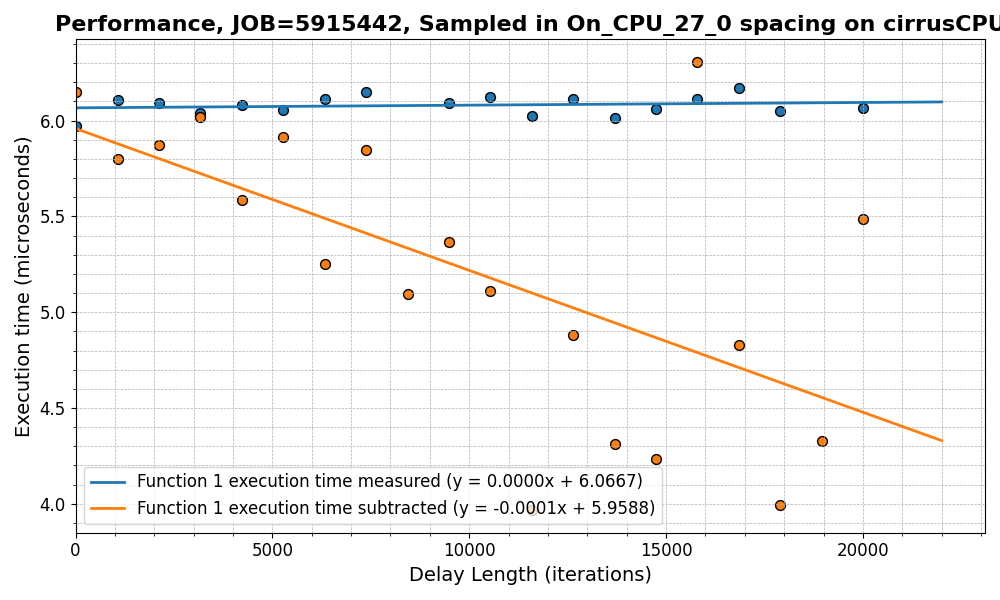 Performance, JOB=5915442, Sampled in On_CPU_27_0 spacing on cirrusCPU
Execution time (microseconds)
6.0
5.5
5.0
4.5
4.0
Function 1 execution time measured (y = 0.0000x + 6.0667)
Function 1 execution time subtracted (y = -0.0001x + 5.9588)
0
5000
10000
15000
20000
Delay Length (iterations)